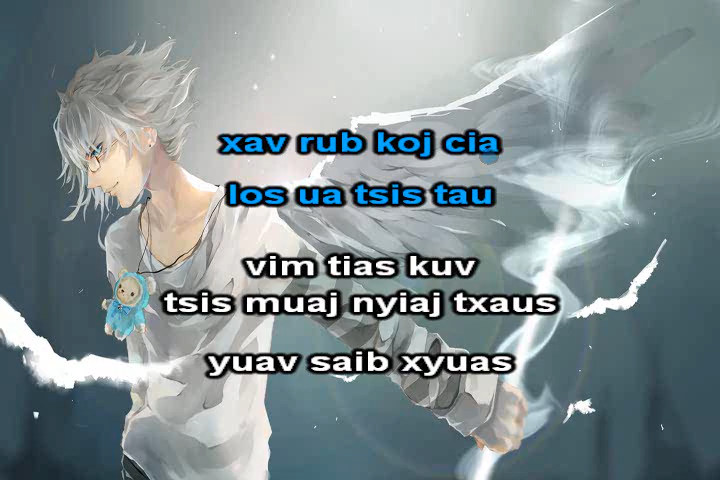 xav rub koj cia
los ua tsis tau
vim tias kuv
tsis muaj nyiaj txaus
yuav saib xyuas